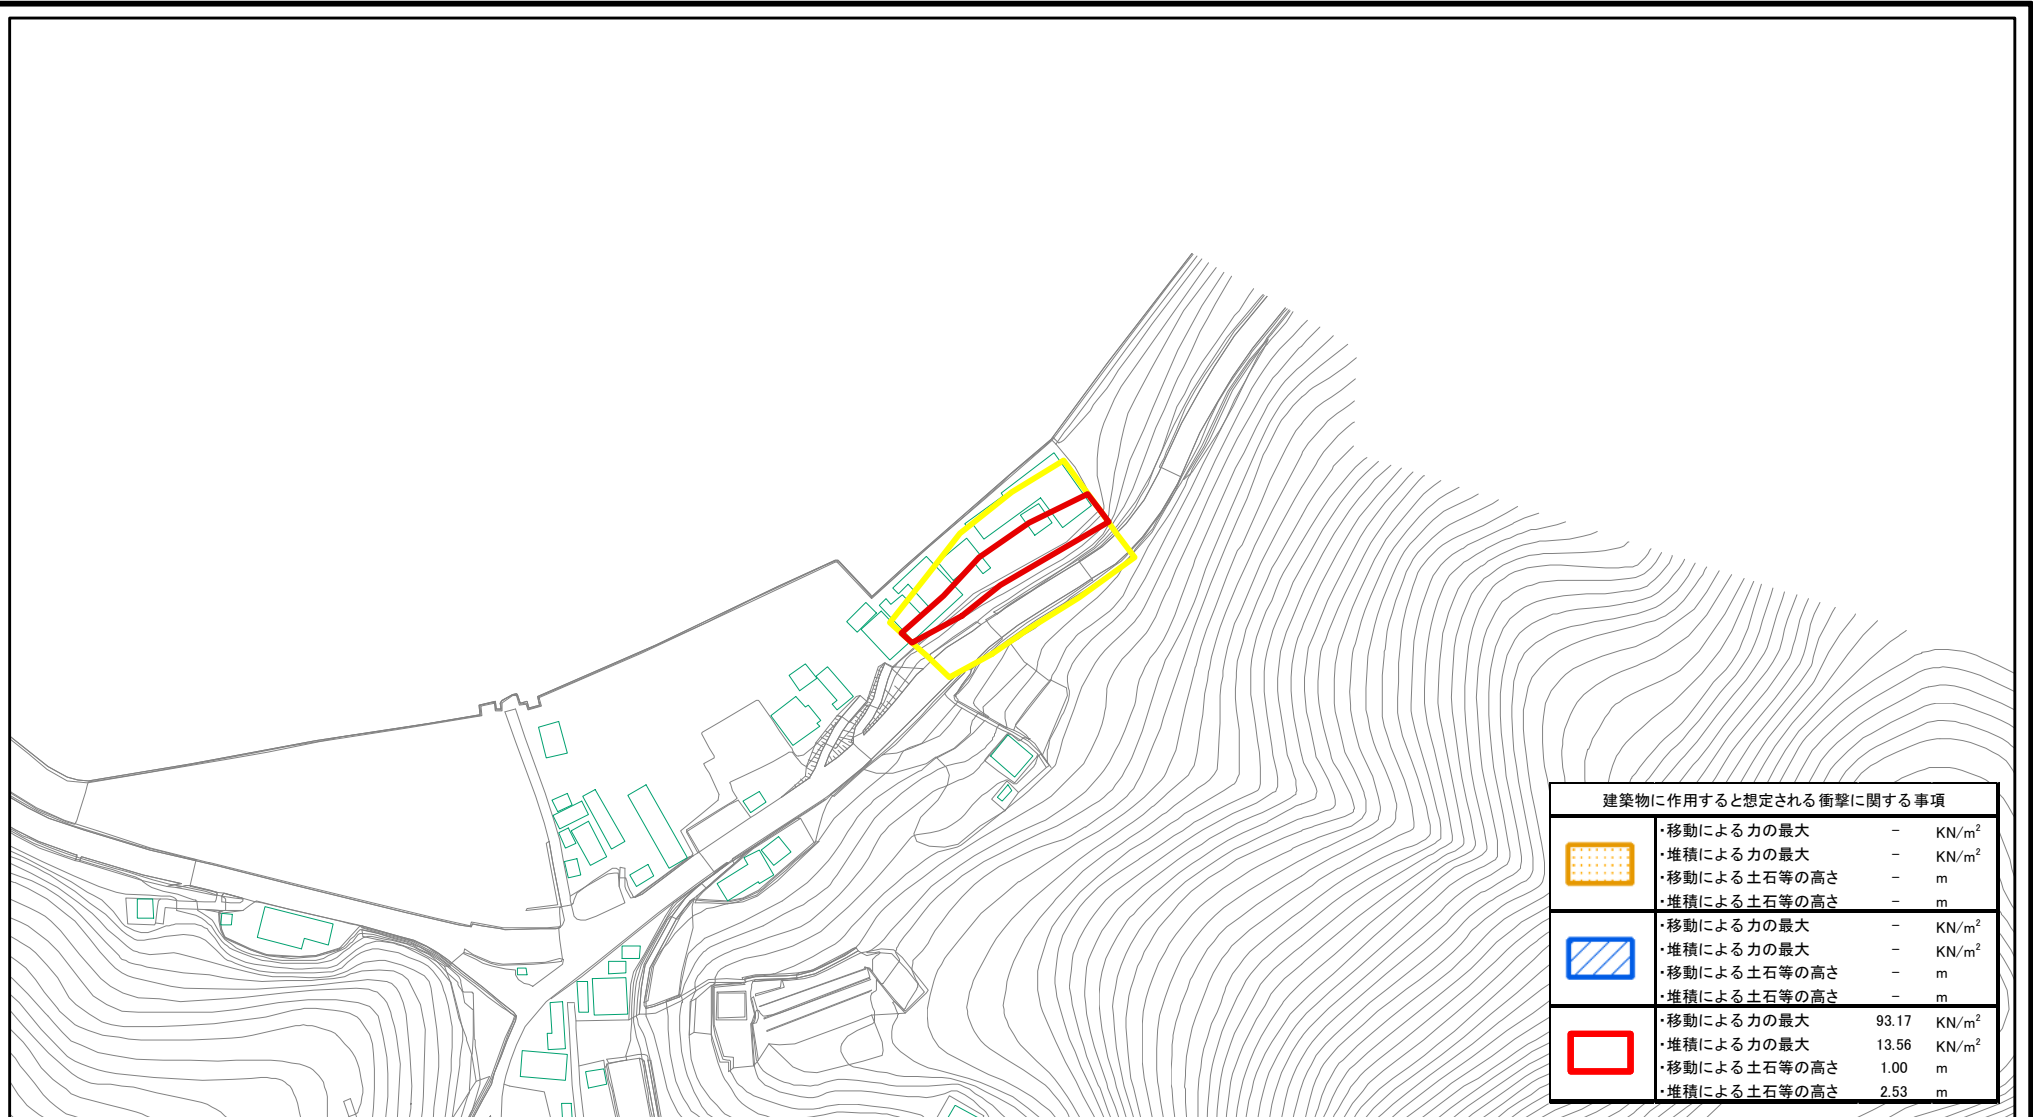 建築物に作用すると想定される衝撃に関する事項
・移動による力の最大 － KN/m²
・堆積による力の最大 － KN/m²
・移動による土石等の高さ － m
・堆積による土石等の高さ － m
・移動による力の最大 － KN/m²
・堆積による力の最大 － KN/m²
・移動による土石等の高さ － m
・堆積による土石等の高さ － m
・移動による力の最大 93.17 KN/m²
・堆積による力の最大 13.56 KN/m²
・移動による土石等の高さ 1.00 m
・堆積による土石等の高さ 2.53 m